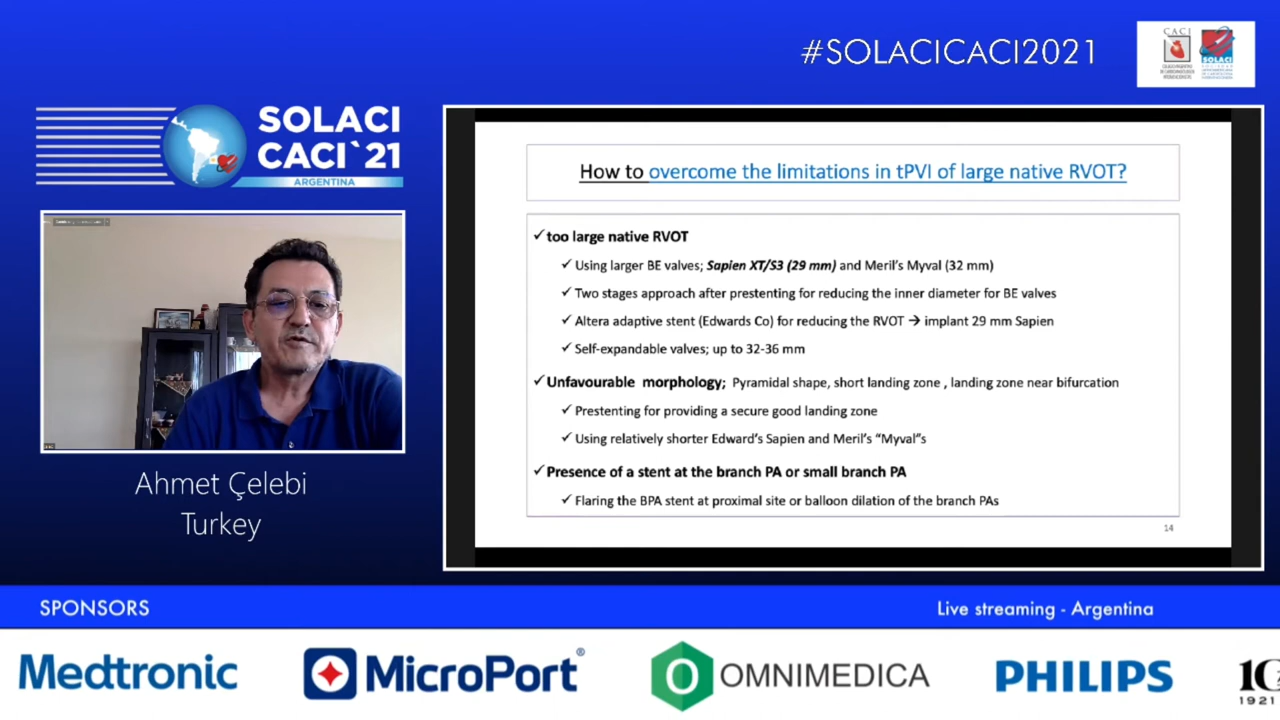 #SOLACICACI2021
CACI
SOLACI
SOLACI
CACI`21
ARGENTINA
How to overcome the limitations in tPVI of large native RVOT?
✓too large native RVOT
✓ Using larger BE valves; Sapien XT/S3 (29 mm) and Meril's Myval (32 mm)
✓ Two stages approach after prestenting for reducing the inner diameter for BE valves
✓ Altera adaptive stent (Edwards Co) for reducing the RVOT → implant 29 mm Sapien
✓ Self-expandable valves; up to 32-36 mm
✓Unfavourable morphology; Pyramidal shape, short landing zone , landing zone near bifurcation
✓ Prestenting for providing a secure good landing zone
✓ Using relatively shorter Edward's Sapien and Meril's “Myval”s
✓Presence of a stent at the branch PA or small branch PA
✓ Flaring the BPA stent at proximal site or balloon dilation of the branch PAs
14
Ahmet Çelebi
Turkey
SPONSORS
Live streaming - Argentina
Medtronic
MicroPort®
OMNIMEDICA
PHILIPS
1921